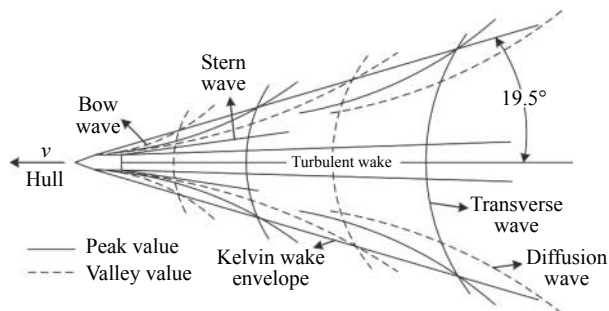 Stern
wave
Bow
wave
19.5°
v
Hull
Turbulent wake
Transverse
wave
Peak value
Valley value
Kelvin wake
envelope
Diffusion
wave